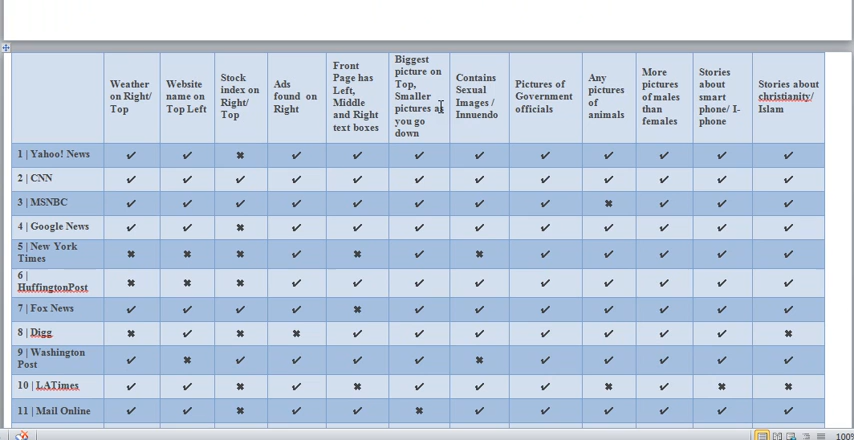 Weather on Right/ Top
Website name on Top Left
Stock index on Right/ Top
Ads found on Right
Front Page has Left, Middle and Right text boxes
Biggest picture on Top, Smaller pictures as you go down
Contains Sexual Images / Innuendo
Pictures of Government officials
Any pictures of animals
More pictures of males than females
Stories about smart phone/ I-phone
Stories about christianity/ Islam
1 | Yahoo! News ✓ ✓ ✖ ✓ ✓ ✓ ✓ ✓ ✓ ✓ ✓ ✓
2 | CNN ✓ ✓ ✓ ✓ ✓ ✓ ✓ ✓ ✓ ✓ ✓ ✓
3 | MSNBC ✓ ✓ ✓ ✓ ✓ ✓ ✓ ✓ ✖ ✓ ✓ ✓
4 | Google News ✓ ✓ ✖ ✓ ✓ ✓ ✓ ✓ ✓ ✓ ✓ ✓
5 | New York Times ✖ ✖ ✖ ✓ ✖ ✓ ✖ ✓ ✓ ✓ ✓ ✓
6 | HuffingtonPost ✖ ✖ ✖ ✓ ✓ ✓ ✓ ✓ ✓ ✓ ✓ ✓
7 | Fox News ✓ ✓ ✓ ✓ ✖ ✓ ✓ ✓ ✓ ✓ ✓ ✓
8 | Digg ✖ ✓ ✖ ✖ ✓ ✓ ✓ ✓ ✓ ✓ ✓ ✖
9 | Washington Post ✓ ✖ ✓ ✓ ✓ ✓ ✖ ✓ ✓ ✓ ✓ ✓
10 | LATimes ✓ ✓ ✖ ✓ ✖ ✓ ✓ ✓ ✖ ✓ ✖ ✖
11 | Mail Online ✓ ✓ ✖ ✓ ✓ ✖ ✓ ✓ ✓ ✓ ✓ ✓
100%